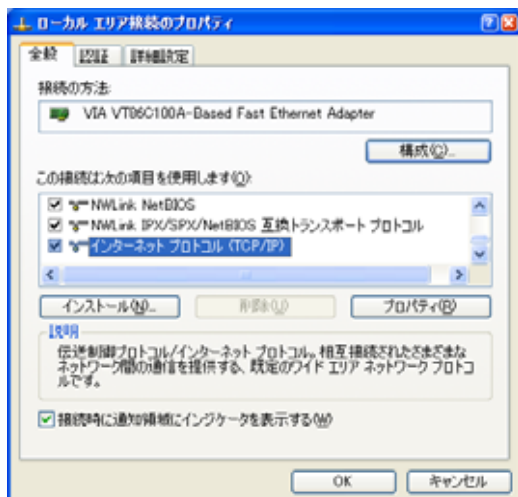 ローカル エリア接続のプロパティ
全般 認証 詳細設定
接続の方法:
VIA VT06C100A-Based Fast Ethernet Adapter
構成(C)...
この接続は次の項目を使用します(O):
NWLink NetBIOS
NWLink IPX/SPX/NetBIOS 互換トランスポート プロトコル
インターネット プロトコル (TCP/IP)
インストール(N)... 削除(U) プロパティ(R)
説明
伝送制御プロトコル/インターネット プロトコル。相互接続されたさまざまな
ネットワーク間の通信を提供する、既定のワイド エリア ネットワーク プロトコ
ルです。
接続時に通知領域にインジケータを表示する(W)
OK キャンセル